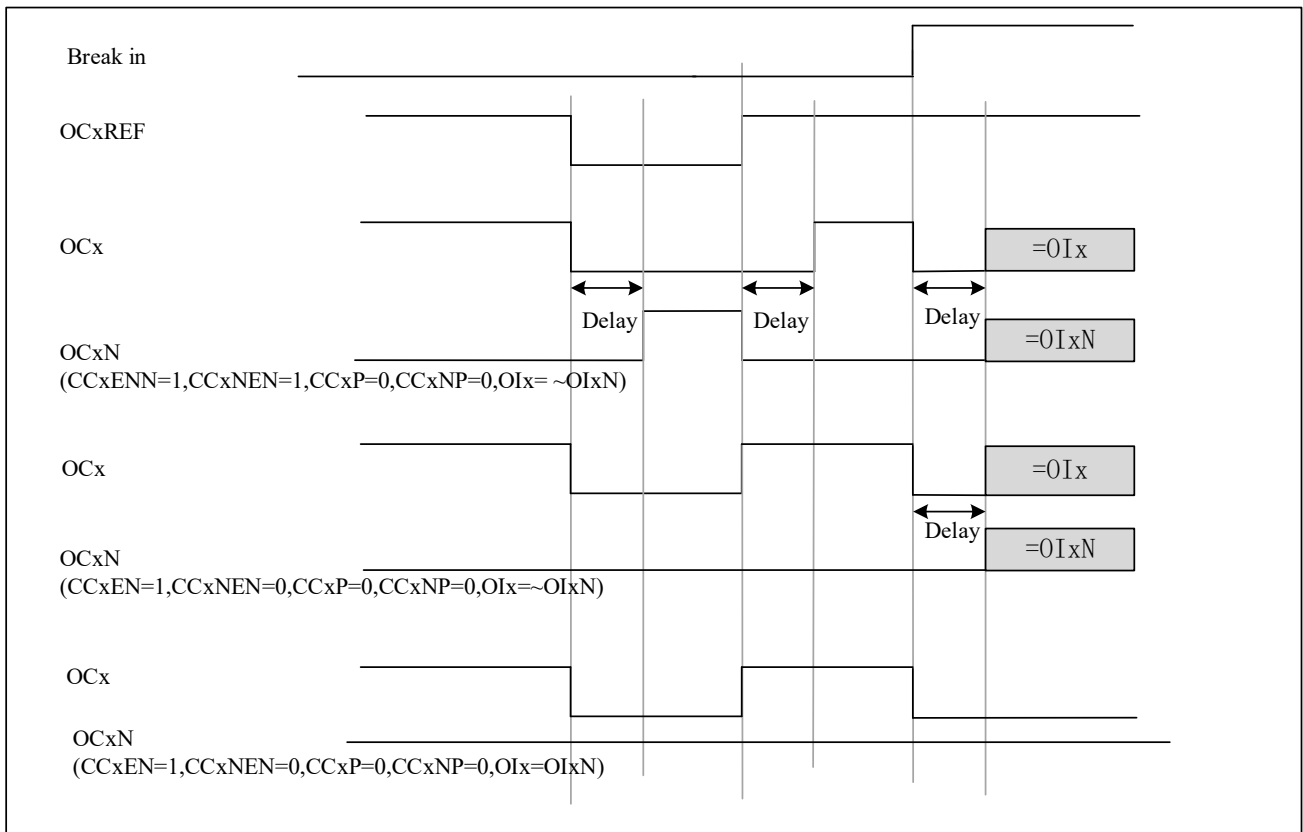 Break in
OCxREF
OCx
=OIx
Delay Delay Delay
=OIxN
OCxN
(CCxENN=1,CCxNEN=1,CCxP=0,CCxNP=0,OIx= ~OIxN)
OCx
=OIx
Delay
=OIxN
OCxN
(CCxEN=1,CCxNEN=0,CCxP=0,CCxNP=0,OIx=~OIxN)
OCx
OCxN
(CCxEN=1,CCxNEN=0,CCxP=0,CCxNP=0,OIx=OIxN)